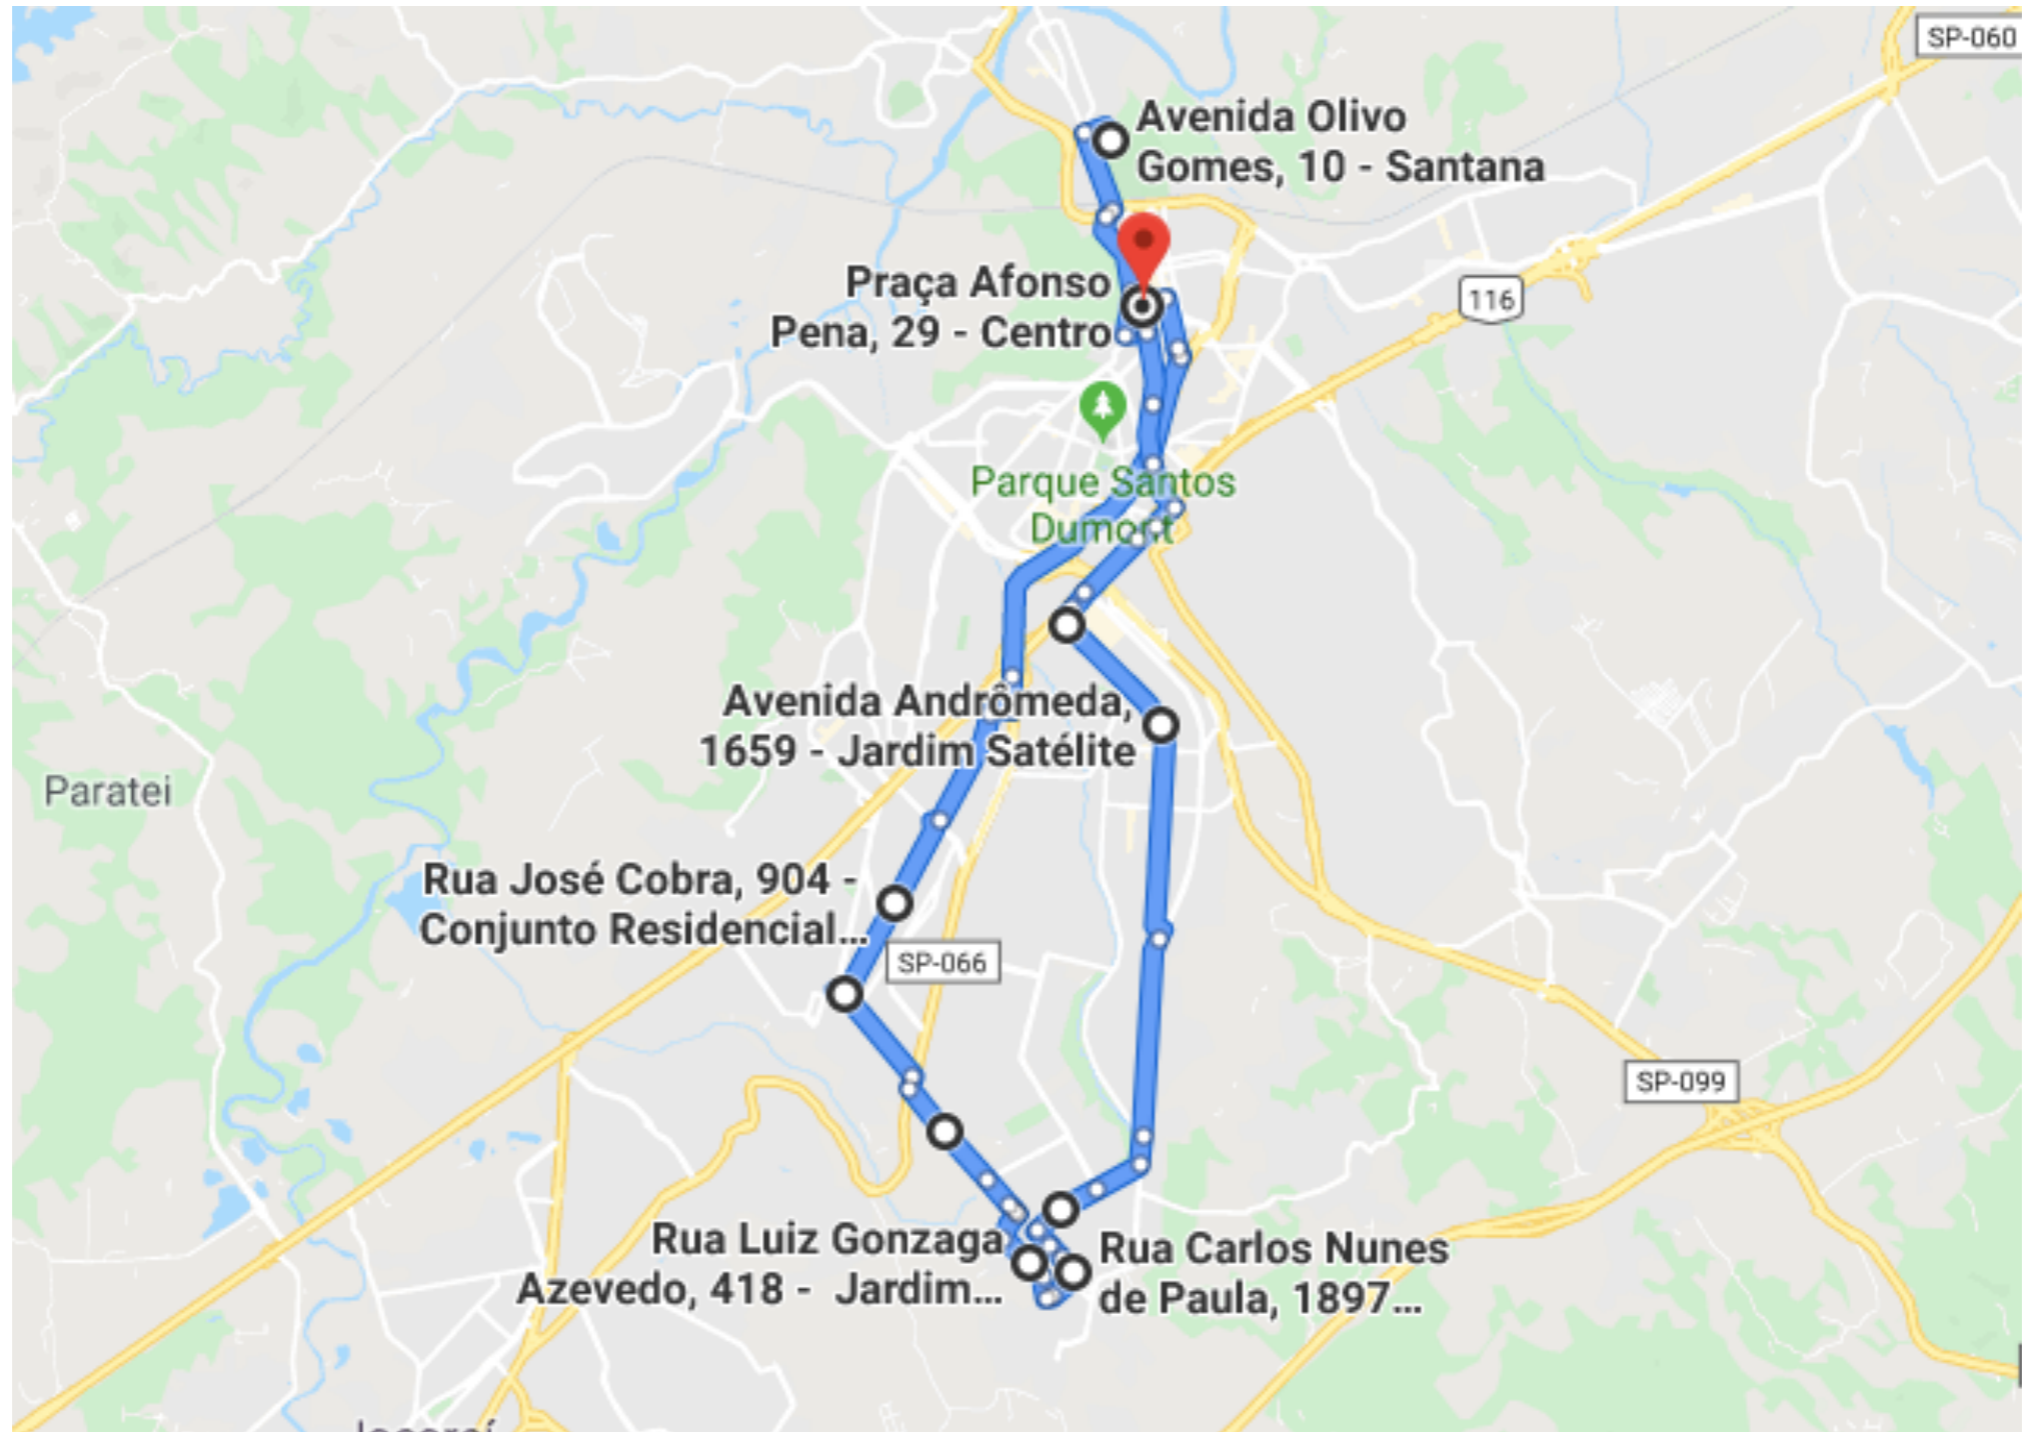 SP-060
Avenida Olivo
Gomes, 10 - Santana
Praça Afonso
Pena, 29 - Centro
116
Parque Santos
Dumont
Avenida Andrômeda,
1659 - Jardim Satélite
Paratei
Rua José Cobra, 904 -
Conjunto Residencial...
SP-066
SP-099
Rua Luiz Gonzaga
Azevedo, 418 - Jardim...
Rua Carlos Nunes
de Paula, 1897...